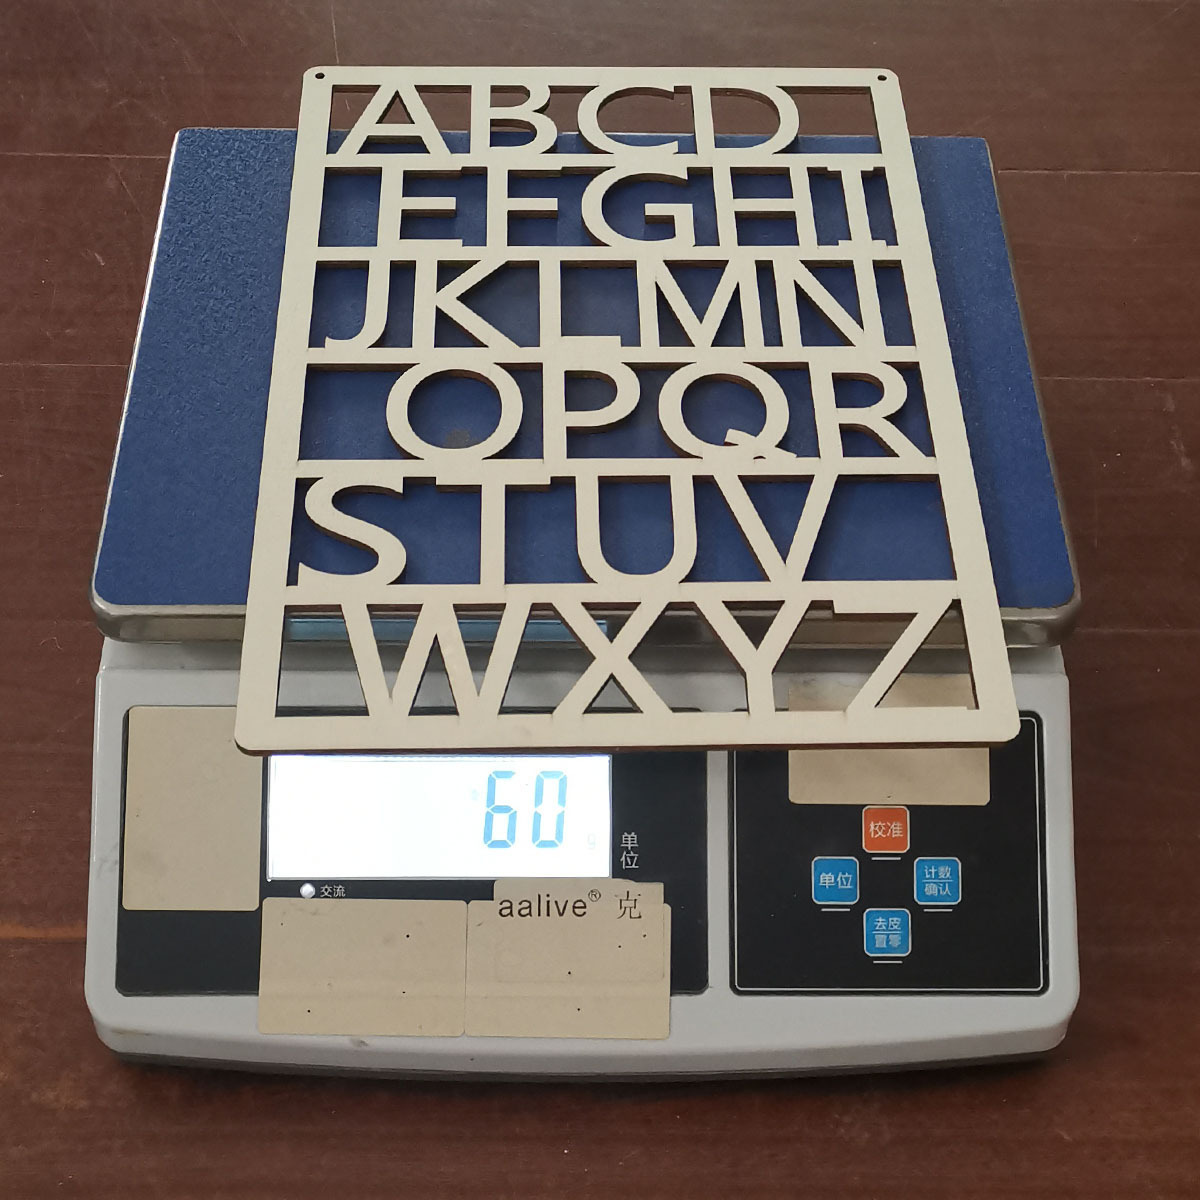 ABCD
EFGHI
JKLMN
OPQR
STUV
WXYZ
60
单位
交流
aalive® 克
校准
单位
计数
确认
去皮
置零